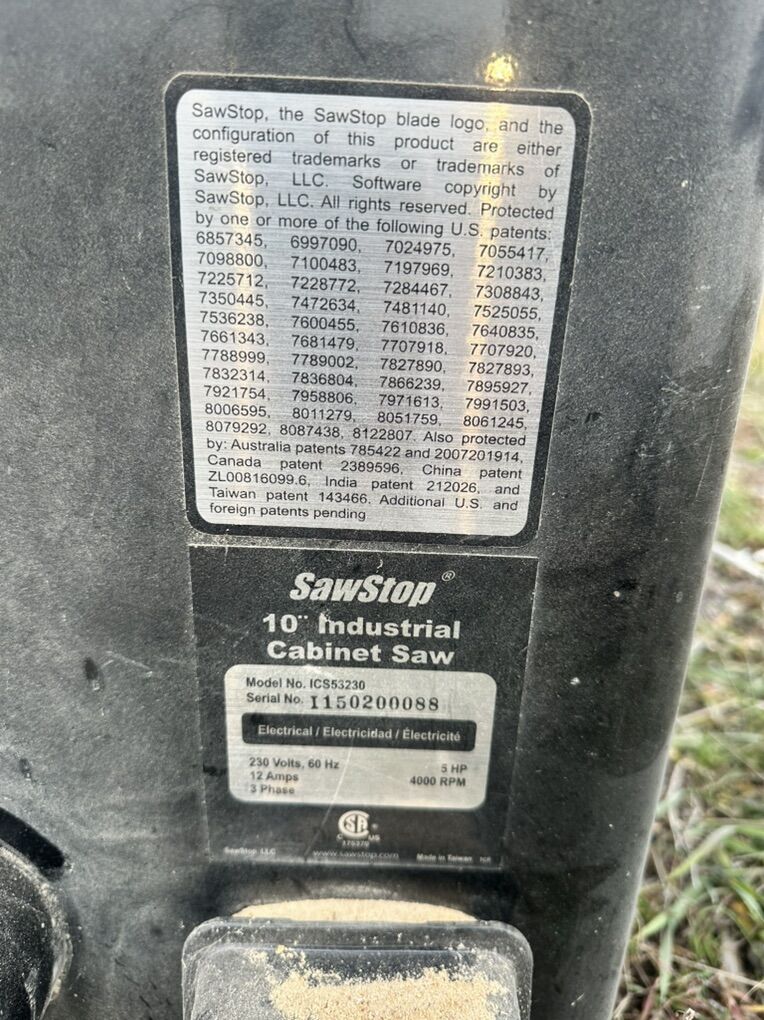 SawStop, the SawStop blade logo, and the
configuration of this product are either
registered trademarks or trademarks of
SawStop, LLC. Software copyright by
SawStop, LLC. All rights reserved. Protected
by one or more of the following U.S. patents:
6857345, 6997090, 7024975, 7055417,
7098800, 7100483, 7197969, 7210383,
7225712, 7228772, 7284467, 7308843,
7350445, 7472634, 7481140, 7525055,
7536238, 7600455, 7610836, 7640835,
7661343, 7681479, 7707918, 7707920,
7788999, 7789002, 7827890, 7827893,
7832314, 7836804, 7866239, 7895927,
7921754, 7958806, 7971613, 7991503,
8006595, 8011279, 8051759, 8061245,
8079292, 8087438, 8122807. Also protected
by: Australia patents 785422 and 2007201914,
Canada patent 2389596, China patent
ZL00816099.6, India patent 212026, and
Taiwan patent 143466. Additional U.S. and
foreign patents pending
SawStop ®
10" Industrial
Cabinet Saw
Model No. ICS53230
Serial No. I150200088
Electrical / Electricidad / Électricité
230 Volts, 60 Hz 5 HP
12 Amps 4000 RPM
3 Phase
C SA US
175270
SawStop LLC www.sawstop.com Made in Taiwan ICS